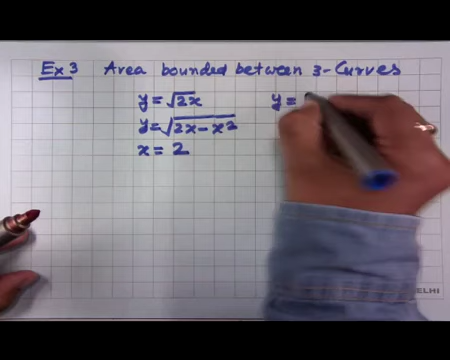 Ex 3 Area bounded between 3-Curves
y = √2x y =
y = √2x - x²
x = 2
ELHI